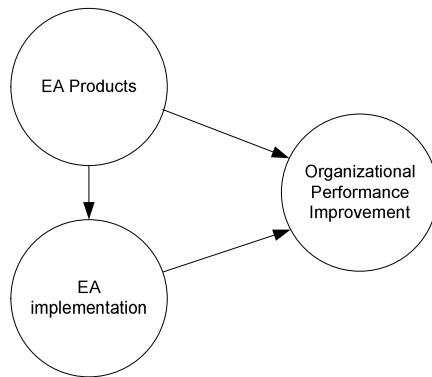 EA Products
Organizational
Performance
Improvement
EA
implementation